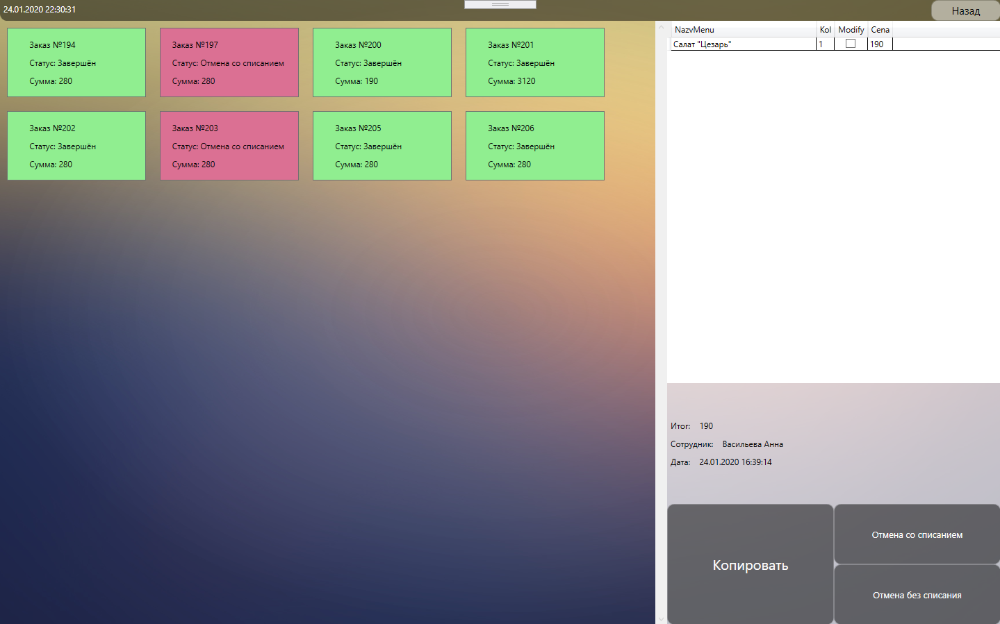 24.01.2020 22:30:31
Назад
Заказ №194
Статус: Завершён
Сумма: 280
Заказ №197
Статус: Отмена со списанием
Сумма: 280
Заказ №200
Статус: Завершён
Сумма: 190
Заказ №201
Статус: Завершён
Сумма: 3120
Заказ №202
Статус: Завершён
Сумма: 280
Заказ №203
Статус: Отмена со списанием
Сумма: 280
Заказ №205
Статус: Завершён
Сумма: 280
Заказ №206
Статус: Завершён
Сумма: 280
NazvMenu Kol Modify Cena
Салат "Цезарь" 1 190
Итог: 190
Сотрудник: Васильева Анна
Дата: 24.01.2020 16:39:14
Копировать
Отмена со списанием
Отмена без списания